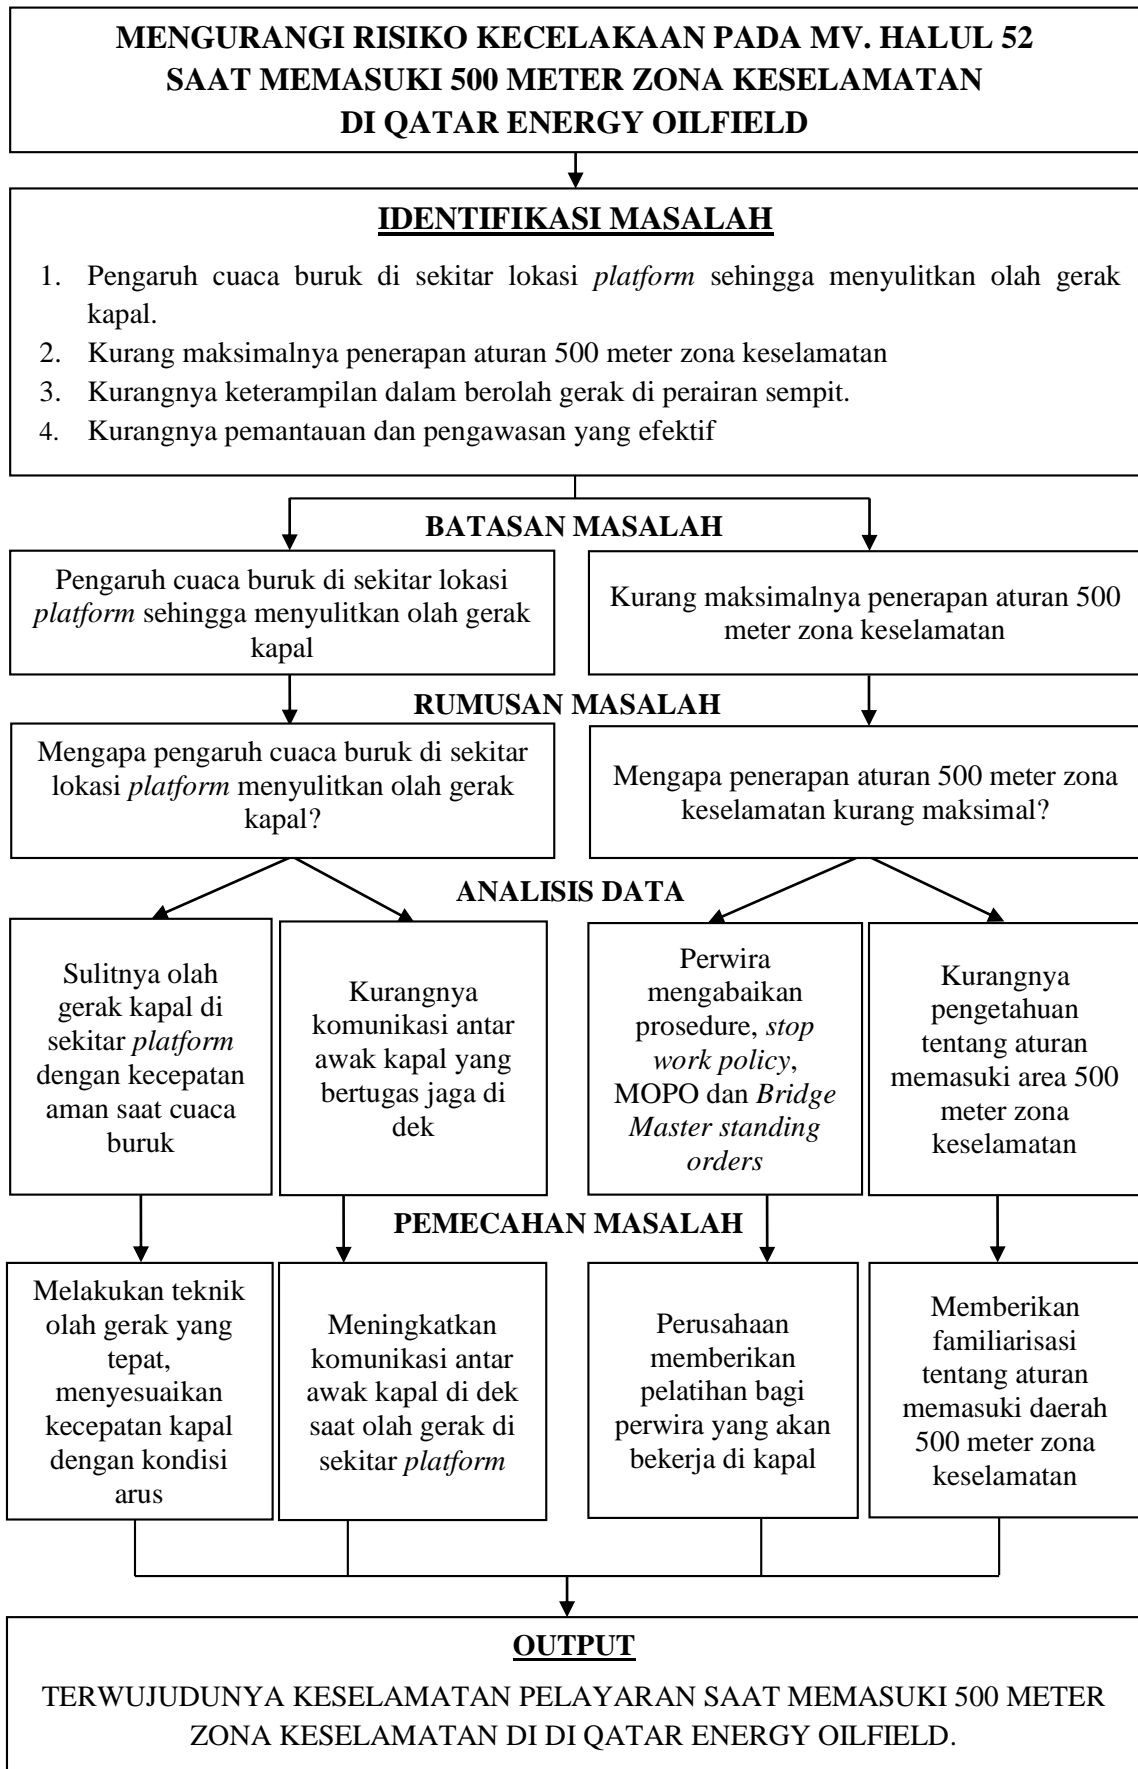 MENGURANGI RISIKO KECELAKAAN PADA MV. HALUL 52
SAAT MEMASUKI 500 METER ZONA KESELAMATAN
DI QATAR ENERGY OILFIELD
IDENTIFIKASI MASALAH
1. Pengaruh cuaca buruk di sekitar lokasi platform sehingga menyulitkan olah gerak
kapal.
2. Kurang maksimalnya penerapan aturan 500 meter zona keselamatan
3. Kurangnya keterampilan dalam berolah gerak di perairan sempit.
4. Kurangnya pemantauan dan pengawasan yang efektif
BATASAN MASALAH
Pengaruh cuaca buruk di sekitar lokasi
platform sehingga menyulitkan olah gerak
kapal
Kurang maksimalnya penerapan aturan 500
meter zona keselamatan
RUMUSAN MASALAH
Mengapa pengaruh cuaca buruk di sekitar
lokasi platform menyulitkan olah gerak
kapal?
Mengapa penerapan aturan 500 meter zona
keselamatan kurang maksimal?
ANALISIS DATA
Sulitnya olah
gerak kapal di
sekitar platform
dengan kecepatan
aman saat cuaca
buruk
Kurangnya
komunikasi antar
awak kapal yang
bertugas jaga di
dek
Perwira
mengabaikan
prosedure, stop
work policy,
MOPO dan Bridge
Master standing
orders
Kurangnya
pengetahuan
tentang aturan
memasuki area 500
meter zona
keselamatan
PEMECAHAN MASALAH
Melakukan teknik
olah gerak yang
tepat,
menyesuaikan
kecepatan kapal
dengan kondisi
arus
Meningkatkan
komunikasi antar
awak kapal di dek
saat olah gerak di
sekitar platform
Perusahaan
memberikan
pelatihan bagi
perwira yang akan
bekerja di kapal
Memberikan
familiarisasi
tentang aturan
memasuki daerah
500 meter zona
keselamatan
OUTPUT
TERWUJUDUNYA KESELAMATAN PELAYARAN SAAT MEMASUKI 500 METER
ZONA KESELAMATAN DI DI QATAR ENERGY OILFIELD.